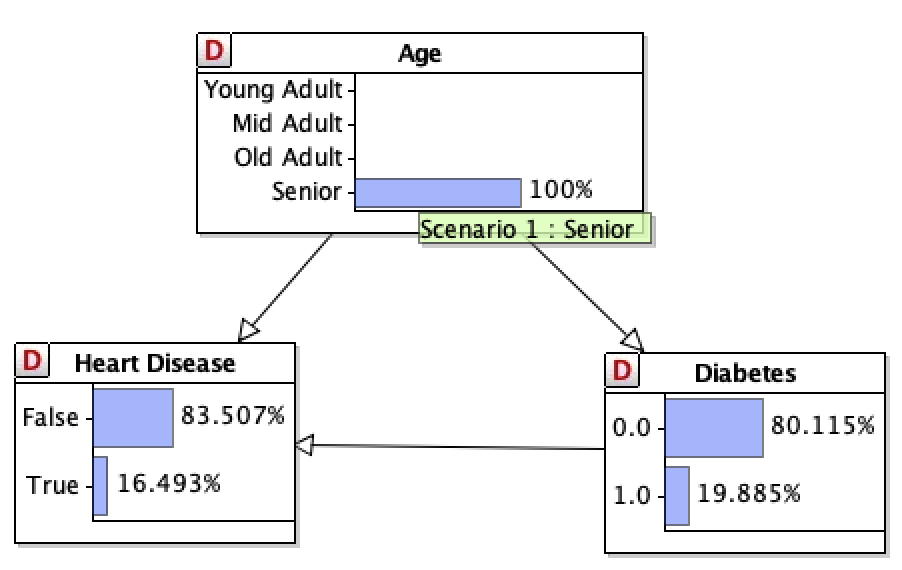 D Age
Young Adult
Mid Adult
Old Adult
Senior 100%
Scenario 1 : Senior
D Heart Disease
False 83.507%
True 16.493%
D Diabetes
0.0 80.115%
1.0 19.885%